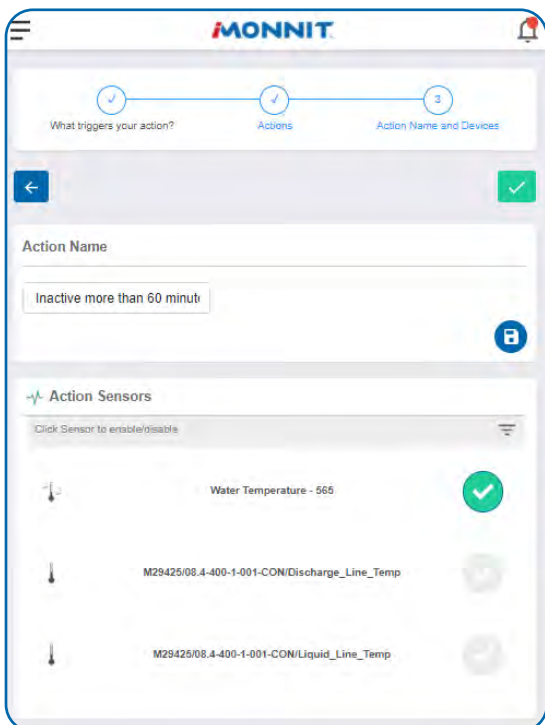 MONNIT
3
What triggers your action?
Actions
Action Name and Devices
Action Name
Inactive more than 60 minut
Action Sensors
Click Sensor to enable/disable
Water Temperature - 565
M29425/08.4-400-1-001-CON/Discharge_Line_Temp
M29425/08.4-400-1-001-CON/Liquid_Line_Temp